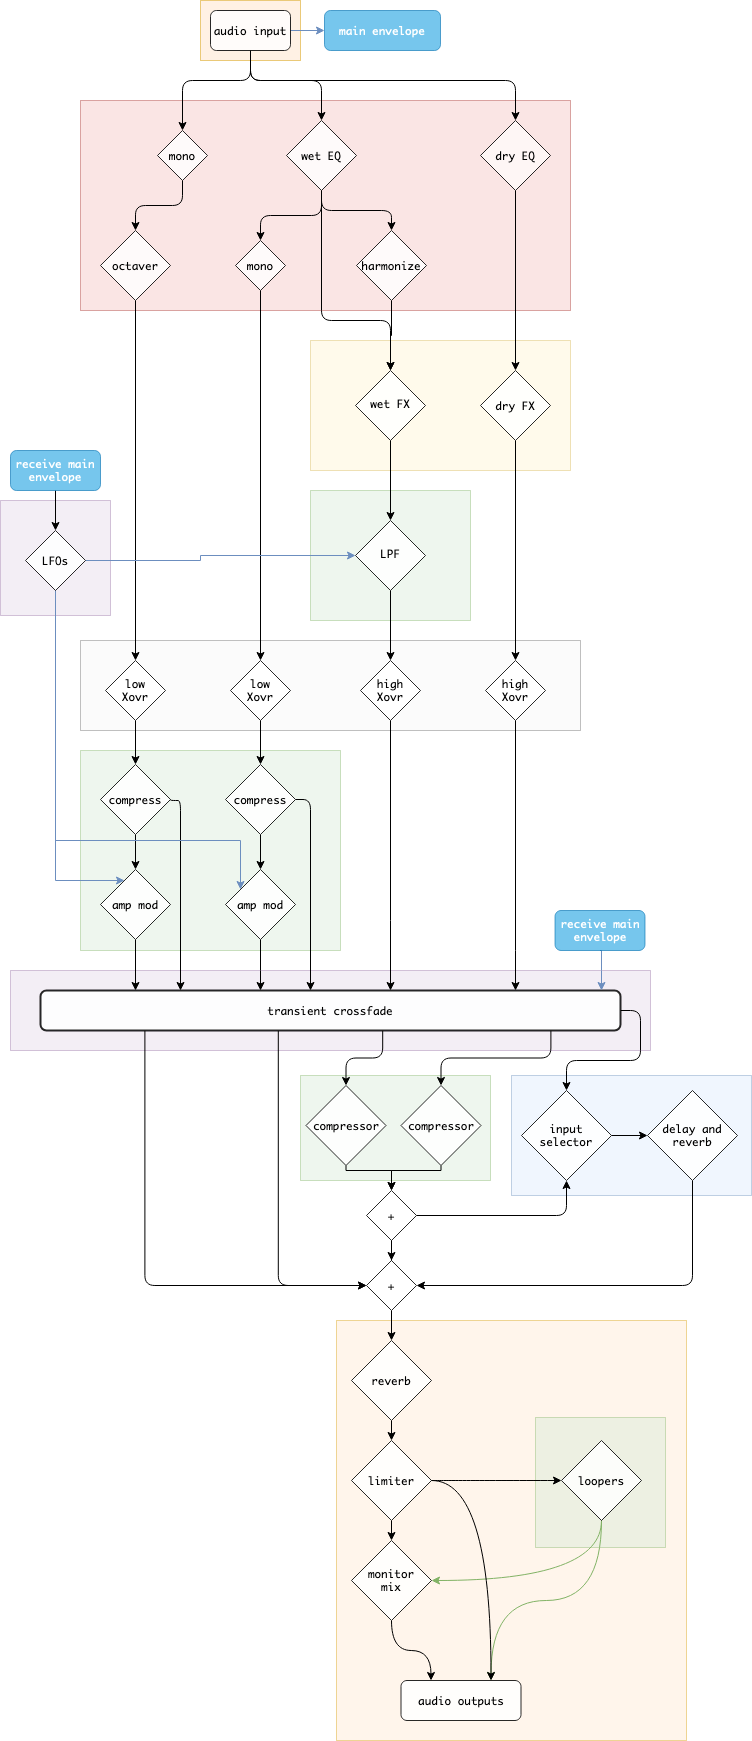 audio input
main envelope
mono
wet EQ
dry EQ
octaver
mono
harmonize
wet FX
dry FX
receive main
envelope
LFOs
LPF
low
Xovr
low
Xovr
high
Xovr
high
Xovr
compress
compress
amp mod
amp mod
receive main
envelope
transient crossfade
compressor
compressor
input
selector
delay and
reverb
+
+
reverb
limiter
loopers
monitor
mix
audio outputs